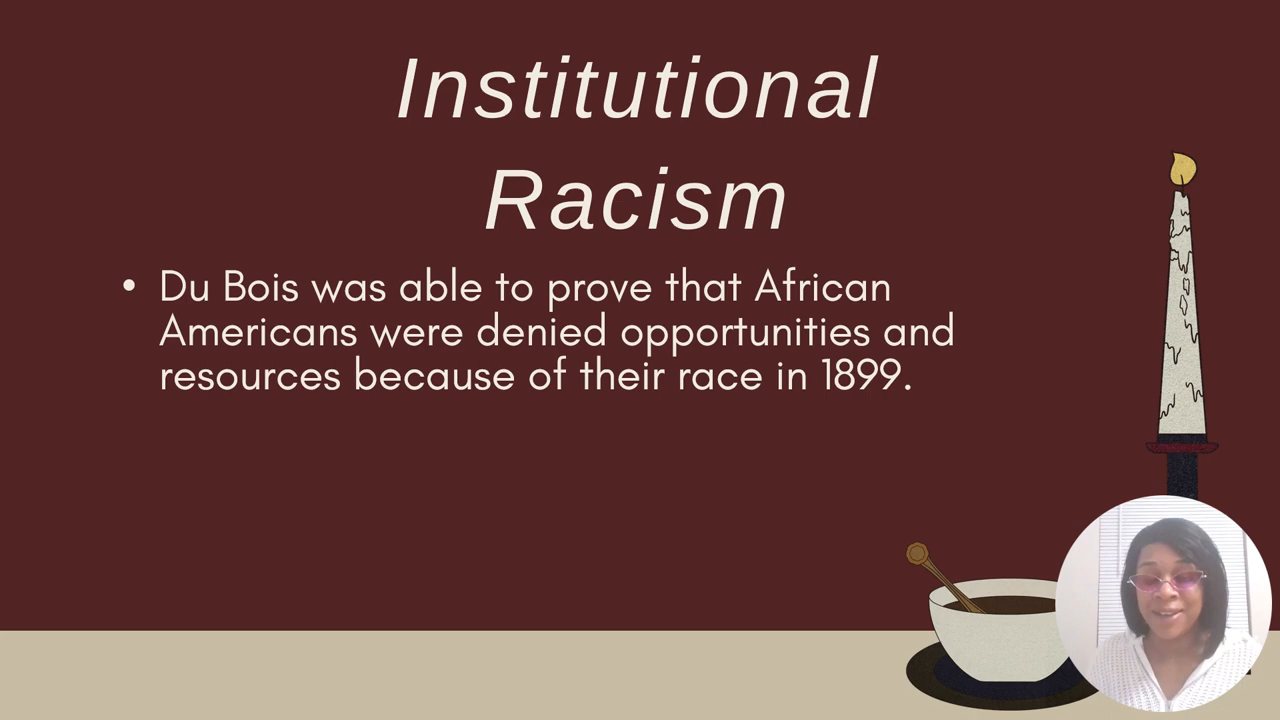 Institutional
Racism
• Du Bois was able to prove that African
Americans were denied opportunities and
resources because of their race in 1899.